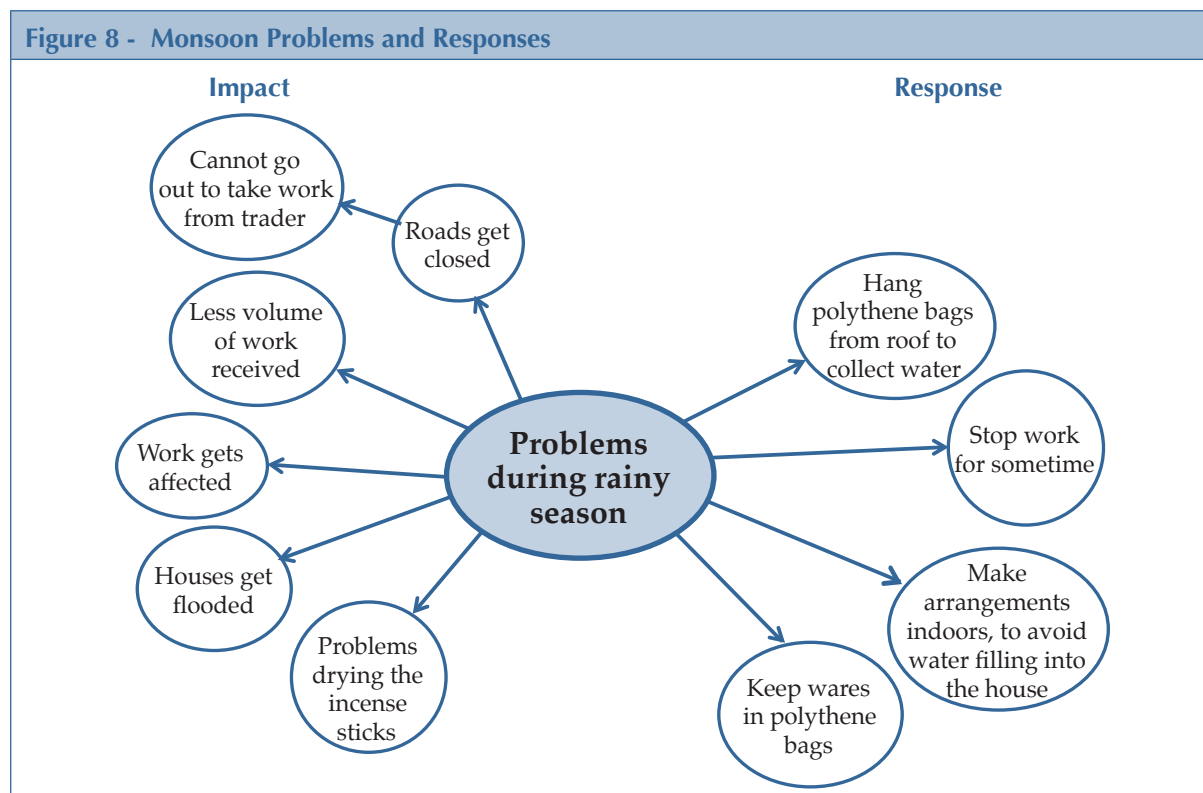 Figure 8 - Monsoon Problems and Responses
Impact
Response
Cannot go
out to take work
from trader
Roads get
closed
Less volume
of work
received
Work gets
affected
Houses get
flooded
Problems
drying the
incense
sticks
Problems
during rainy
season
Hang
polythene bags
from roof to
collect water
Stop work
for sometime
Make
arrangements
indoors, to avoid
water filling into
the house
Keep wares
in polythene
bags